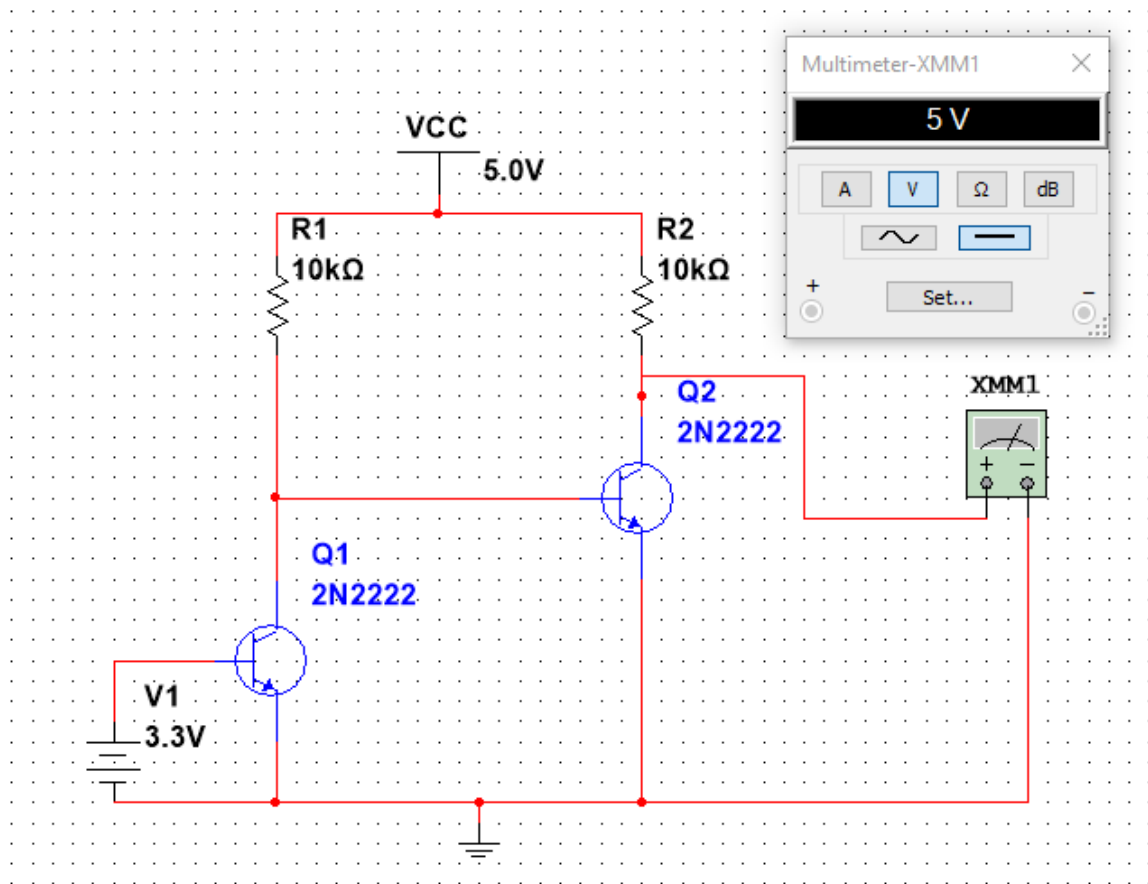 Multimeter-XMM1
5 V
A V Ω dB
+ −
Set...
VCC
5.0V
R1
10kΩ
R2
10kΩ
XMM1
+ −
Q2
2N2222
Q1
2N2222
V1
3.3V